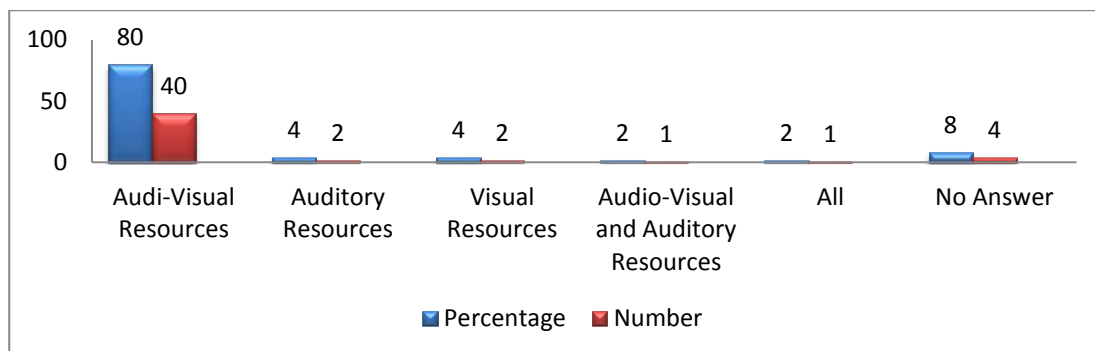 100
50
0
80
40
4
2
4
2
2
1
2
1
8
4
Audi-Visual
Resources
Auditory
Resources
Visual
Resources
Audio-Visual
and Auditory
Resources
All
No Answer
Percentage
Number